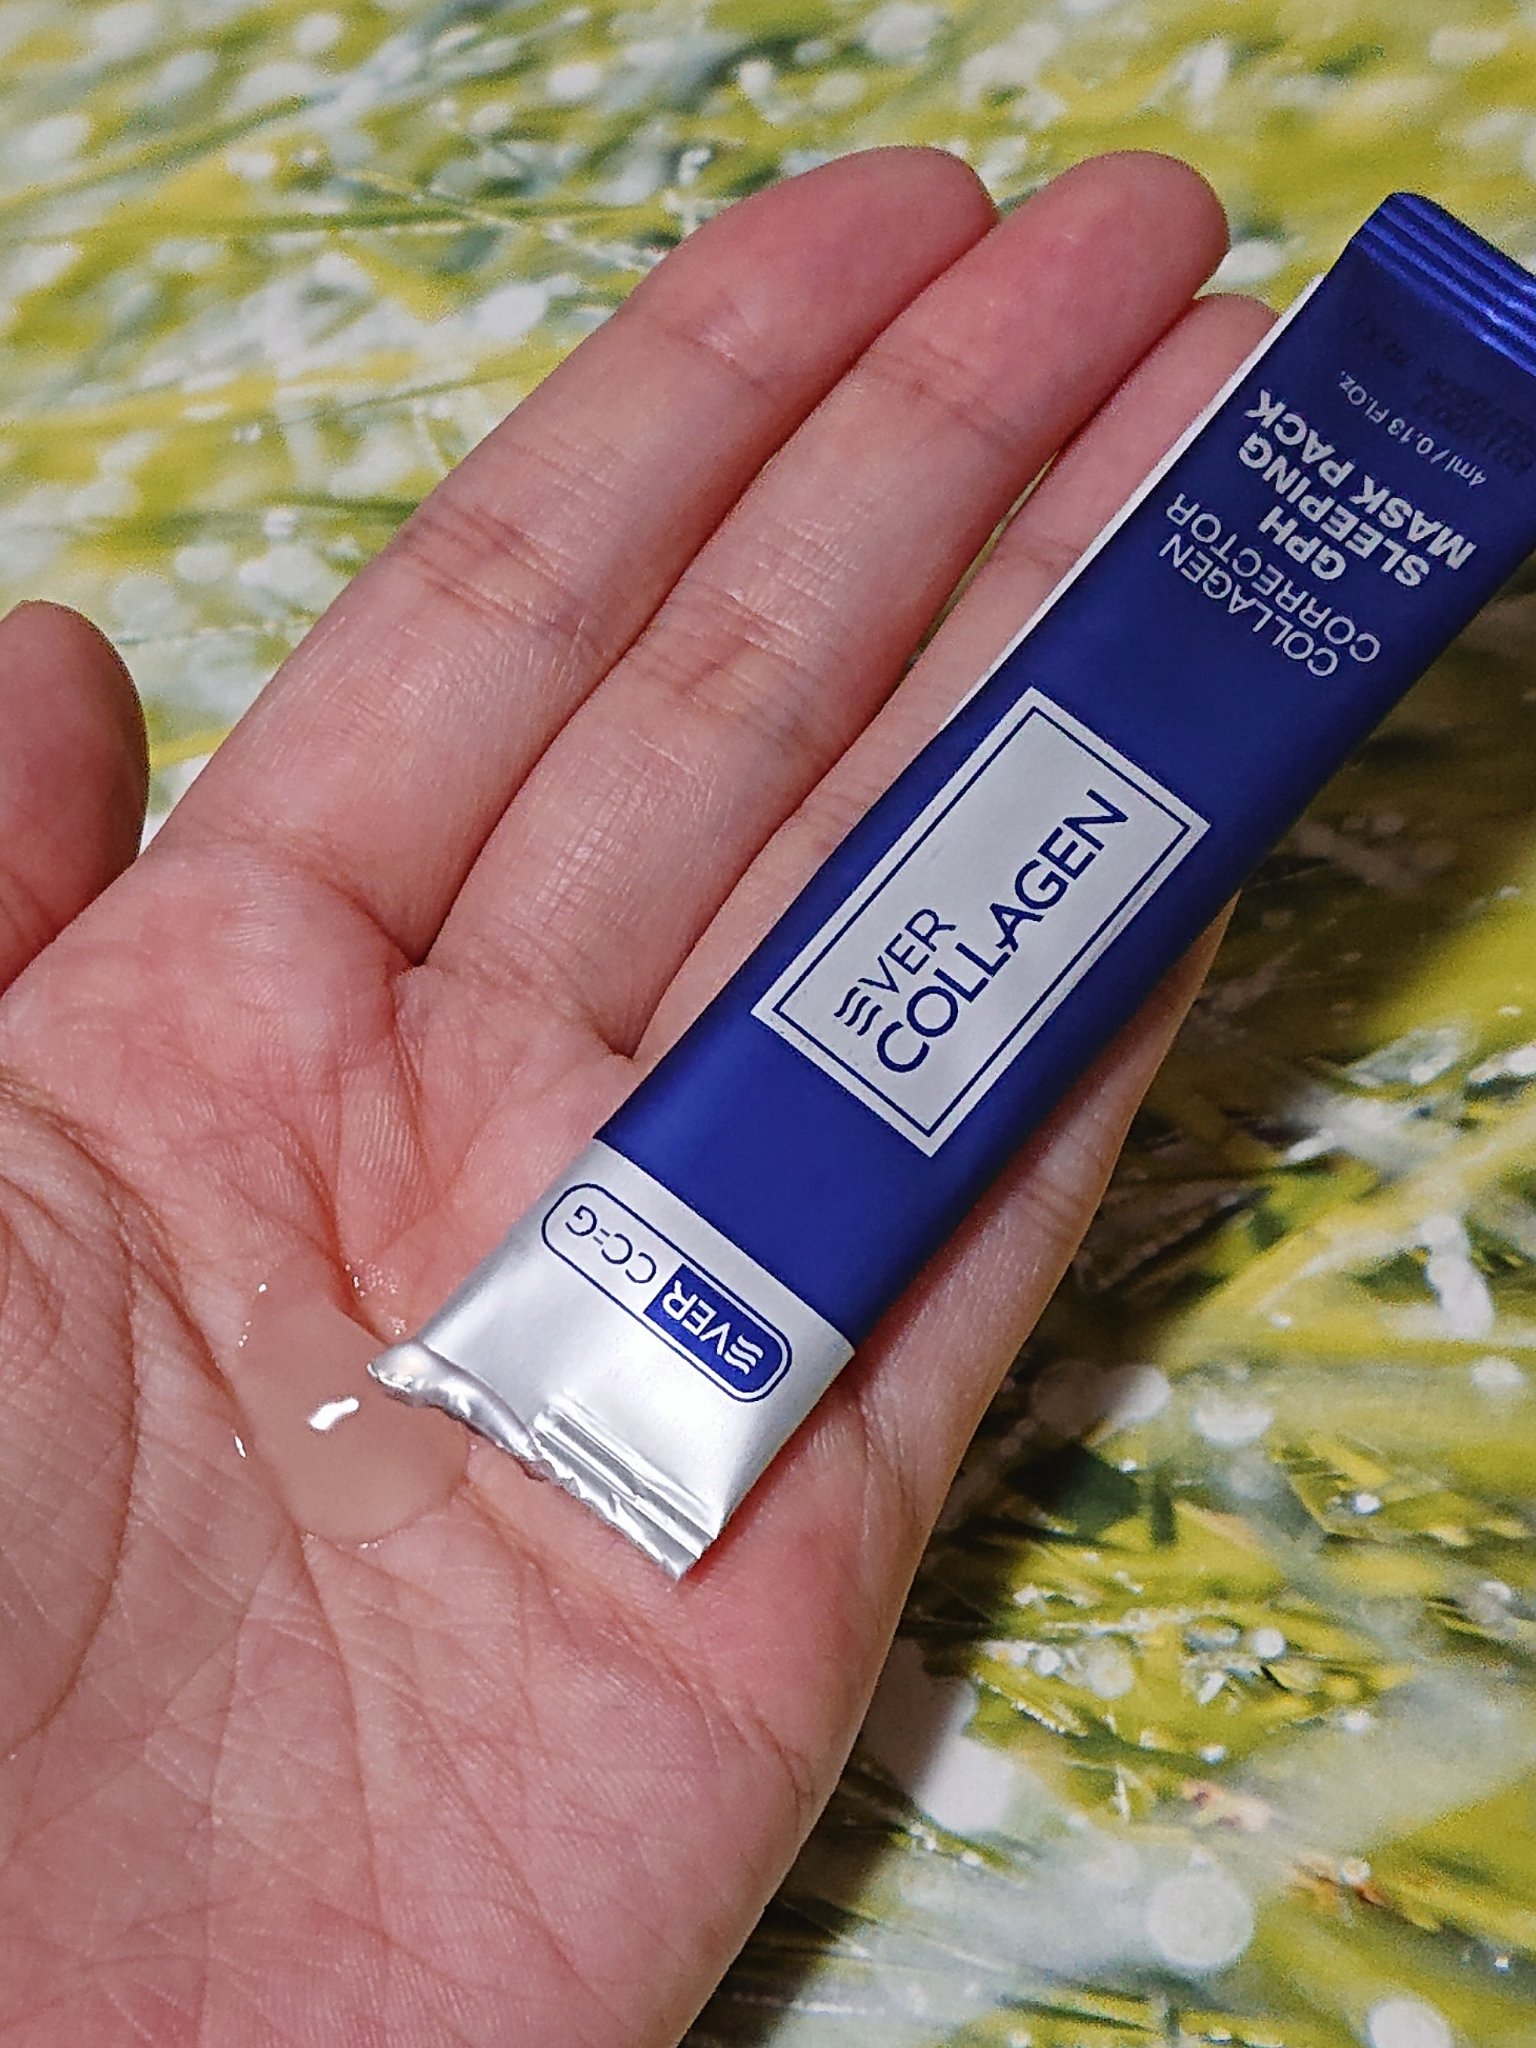 EVER CC=G
EVER
COLLAGEN
COLLAGEN
CORRECTOR
GPH
SLEEPING
MASK PACK
4ml / 0.13 Fl.Oz.